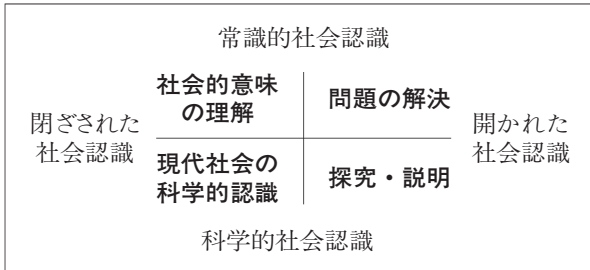 常識的社会認識
社会的意味
の理解
問題の解決
閉ざされた
社会認識
開かれた
社会認識
現代社会の
科学的認識
探究・説明
科学的社会認識